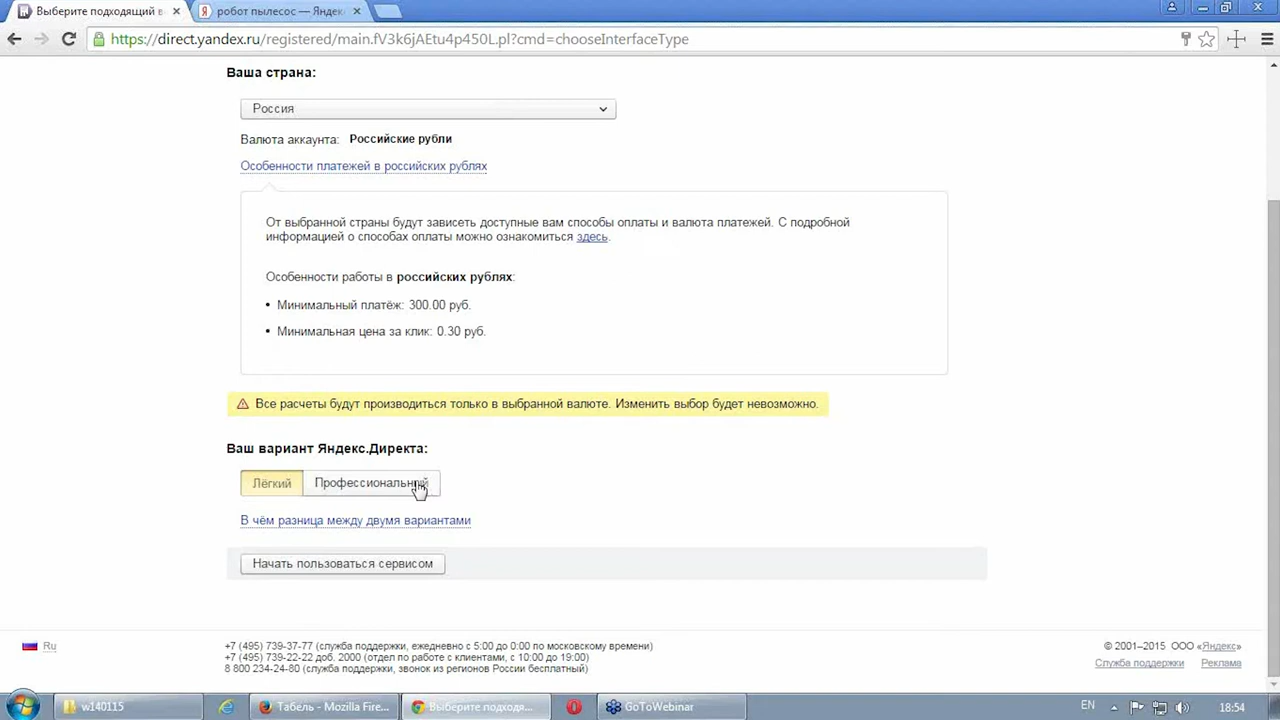 Выберите подходящий в
робот пылесос — Яндек
https://direct.yandex.ru/registered/main.fV3k6jAEtu4p450L.pl?cmd=chooseInterfaceType
Ваша страна:
Россия
Валюта аккаунта: Российские рубли
Особенности платежей в российских рублях
От выбранной страны будут зависеть доступные вам способы оплаты и валюта платежей. С подробной
информацией о способах оплаты можно ознакомиться здесь.
Особенности работы в российских рублях:
• Минимальный платёж: 300.00 руб.
• Минимальная цена за клик: 0.30 руб.
Все расчеты будут производиться только в выбранной валюте. Изменить выбор будет невозможно.
Ваш вариант Яндекс.Директа:
Лёгкий Профессиональный
В чём разница между двумя вариантами
Начать пользоваться сервисом
Ru
+7 (495) 739-37-77 (служба поддержки, ежедневно с 5:00 до 0:00 по московскому времени)
+7 (495) 739-22-22 доб. 2000 (отдел по работе с клиентами, с 10:00 до 19:00)
8 800 234-24-80 (служба поддержки, звонок из регионов России бесплатный)
© 2001–2015 ООО «Яндекс»
Служба поддержки Реклама
w140115
Табель - Mozilla Fire...
Выберите подходя...
GoToWebinar
EN
18:54